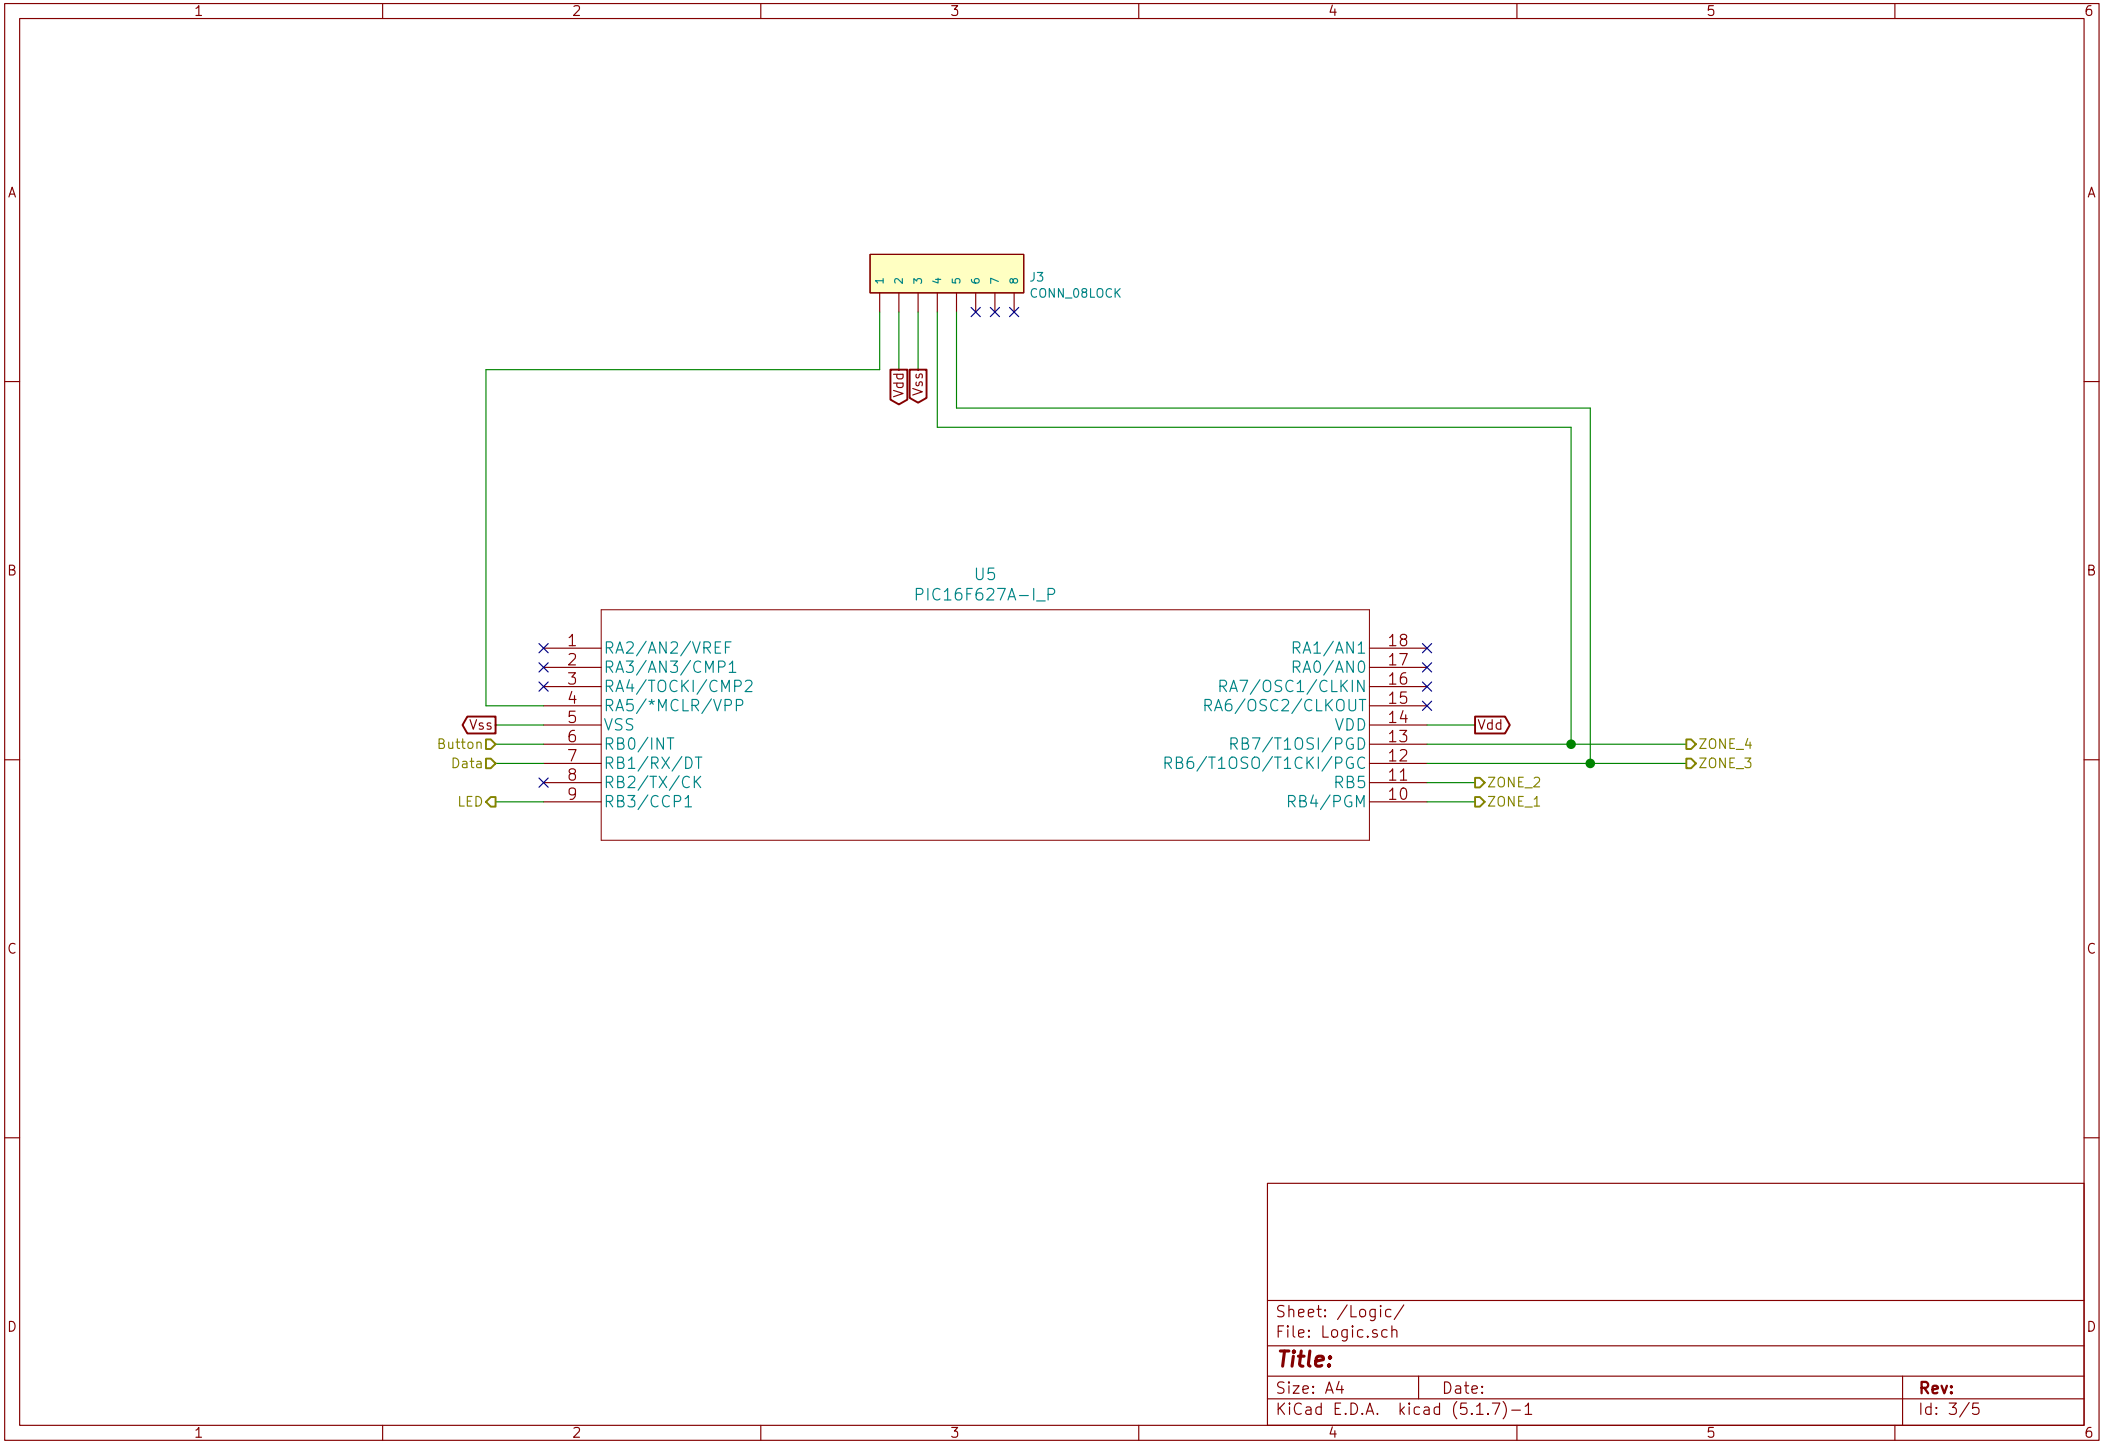 1 2 3 4 5 6
A A
1 2 3 4 5 6 7 8
J3
CONN_08LOCK
Vdd Vss
B B
U5
PIC16F627A-I_P
1 RA2/AN2/VREF RA1/AN1 18
2 RA3/AN3/CMP1 RA0/AN0 17
3 RA4/TOCKI/CMP2 RA7/OSC1/CLKIN 16
4 RA5/*MCLR/VPP RA6/OSC2/CLKOUT 15
Vss 5 VSS VDD 14 Vdd
Button 6 RB0/INT RB7/T1OSI/PGD 13 ZONE_4
Data 7 RB1/RX/DT RB6/T1OSO/T1CKI/PGC 12 ZONE_3
8 RB2/TX/CK RB5 11 ZONE_2
LED 9 RB3/CCP1 RB4/PGM 10 ZONE_1
C C
D D
Sheet: /Logic/
File: Logic.sch
Title:
Size: A4 Date: Rev:
KiCad E.D.A. kicad (5.1.7)-1 Id: 3/5
1 2 3 4 5 6